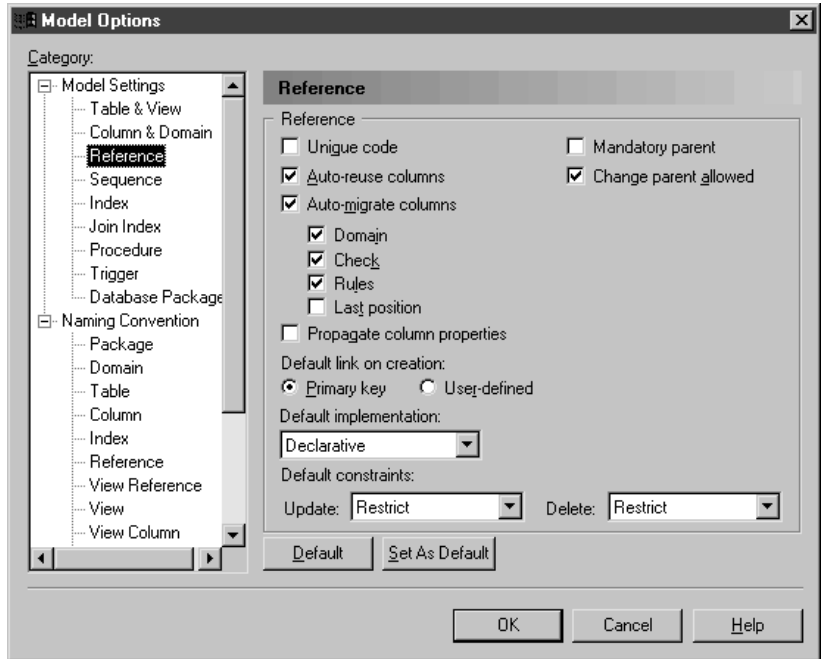 Model Options
Category:
Model Settings
Table & View
Column & Domain
Reference
Sequence
Index
Join Index
Procedure
Trigger
Database Package
Naming Convention
Package
Domain
Table
Column
Index
Reference
View Reference
View
View Column
Reference
Reference
Unique code
Mandatory parent
Auto-reuse columns
Change parent allowed
Auto-migrate columns
Domain
Check
Rules
Last position
Propagate column properties
Default link on creation:
Primary key User-defined
Default implementation:
Declarative
Default constraints:
Update: Restrict Delete: Restrict
Default Set As Default
OK Cancel Help